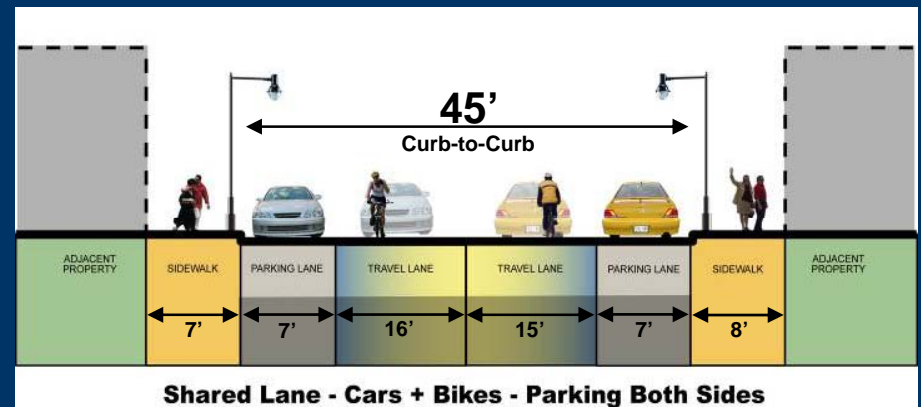 45’
Curb-to-Curb
ADJACENT
PROPERTY
SIDEWALK
PARKING LANE
TRAVEL LANE
TRAVEL LANE
PARKING LANE
SIDEWALK
ADJACENT
PROPERTY
7’
7’
16’
15’
7’
8’
Shared Lane - Cars + Bikes - Parking Both Sides